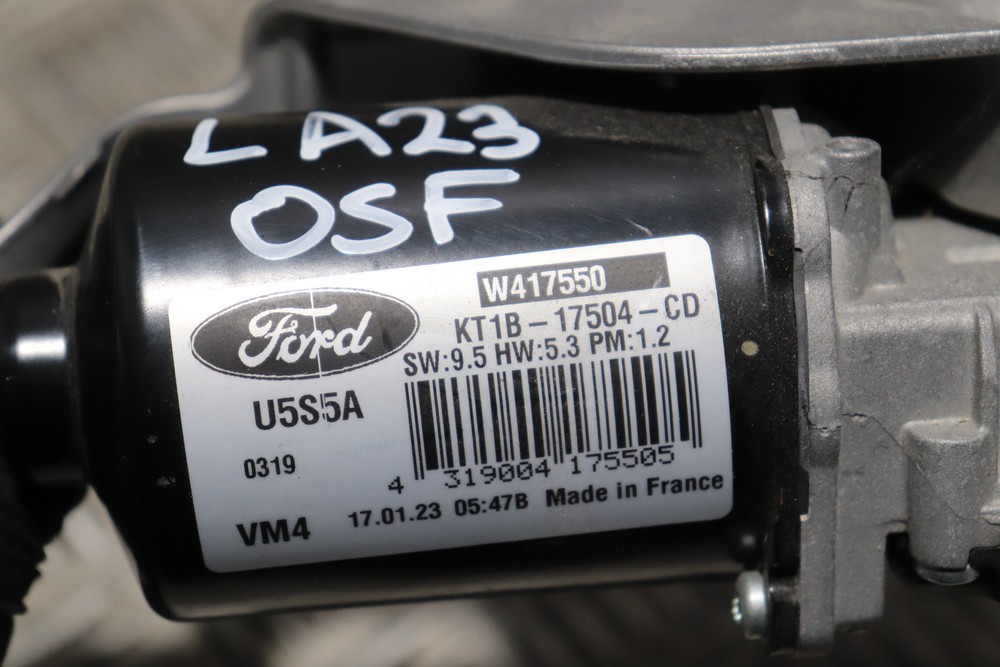 LA23
OSF
Ford
W417550
KT1B-17504-CD
SW:9.5 HW:5.3 PM:1.2
U5S5A
0319
4 319004 175505
VM4
17.01.23 05:47B Made in France